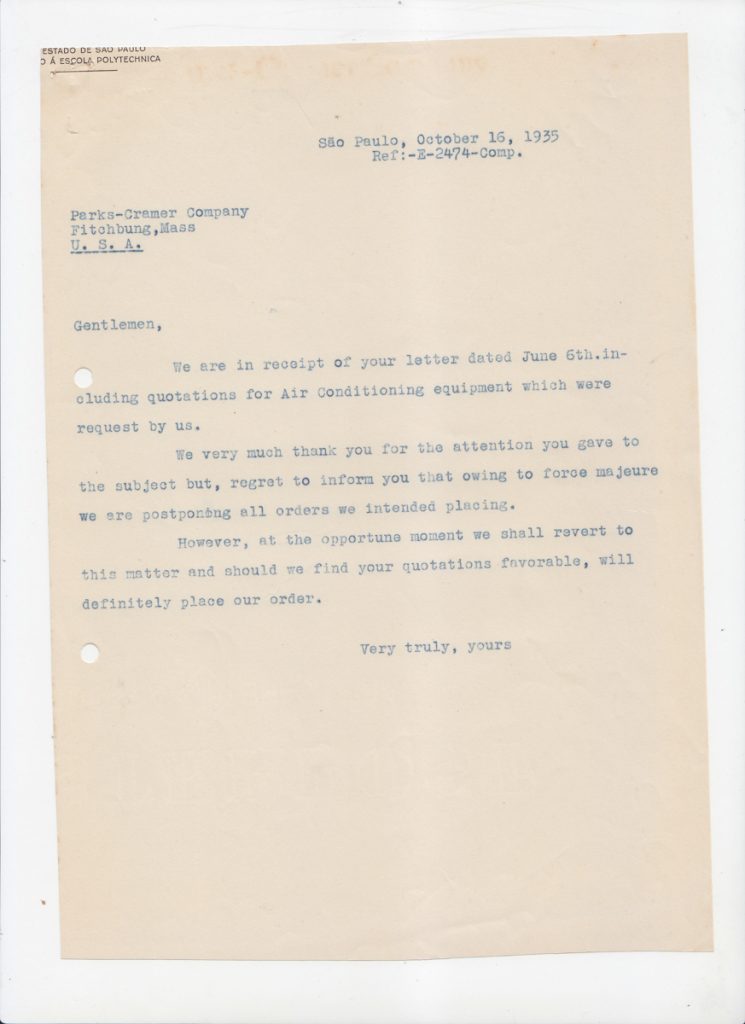 ESTADO DE SÃO PAULO
O Á ESCOLA POLYTECHNICA
São Paulo, October 16, 1935
Ref:-E-2474-Comp.
Parks-Cramer Company
Fitchbung,Mass
U. S. A.
Gentlemen,
We are in receipt of your letter dated June 6th.in-
cluding quotations for Air Conditioning equipment which were
request by us.
We very much thank you for the attention you gave to
the subject but, regret to inform you that owing to force majeure
we are postponing all orders we intended placing.
However, at the opportune moment we shall revert to
this matter and should we find your quotations favorable, will
definitely place our order.
Very truly, yours